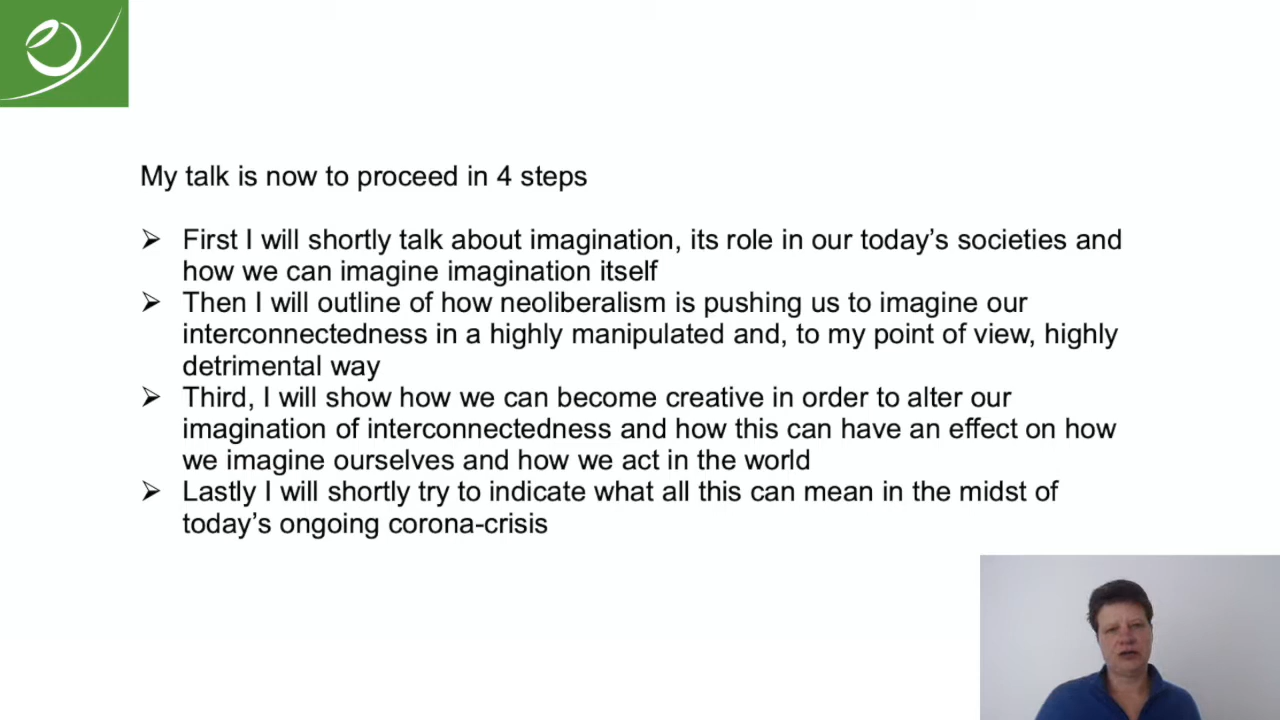 My talk is now to proceed in 4 steps
➢ First I will shortly talk about imagination, its role in our today’s societies and
how we can imagine imagination itself
➢ Then I will outline of how neoliberalism is pushing us to imagine our
interconnectedness in a highly manipulated and, to my point of view, highly
detrimental way
➢ Third, I will show how we can become creative in order to alter our
imagination of interconnectedness and how this can have an effect on how
we imagine ourselves and how we act in the world
➢ Lastly I will shortly try to indicate what all this can mean in the midst of
today’s ongoing corona-crisis